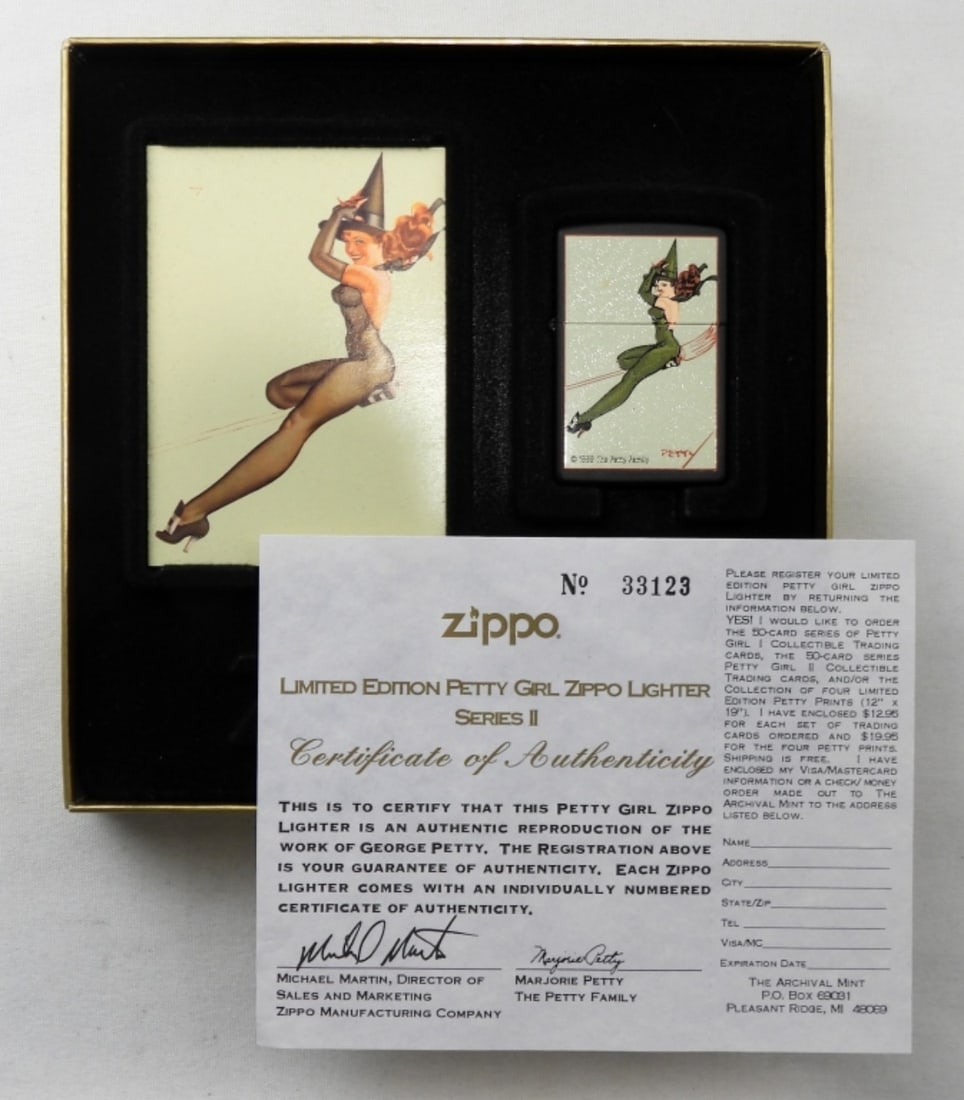 © 1996 The Petty Family
PETTY
Nº 33123
zippo
LIMITED EDITION PETTY GIRL ZIPPO LIGHTER
SERIES II
Certificate of Authenticity
THIS IS TO CERTIFY THAT THIS PETTY GIRL ZIPPO
LIGHTER IS AN AUTHENTIC REPRODUCTION OF THE
WORK OF GEORGE PETTY. THE REGISTRATION ABOVE
IS YOUR GUARANTEE OF AUTHENTICITY. EACH ZIPPO
LIGHTER COMES WITH AN INDIVIDUALLY NUMBERED
CERTIFICATE OF AUTHENTICITY.
Michael Martin
MICHAEL MARTIN, DIRECTOR OF
SALES AND MARKETING
ZIPPO MANUFACTURING COMPANY
Marjorie Petty
MARJORIE PETTY
THE PETTY FAMILY
PLEASE REGISTER YOUR LIMITED
EDITION PETTY GIRL ZIPPO
LIGHTER BY RETURNING THE
INFORMATION BELOW.
YES! I WOULD LIKE TO ORDER
THE 50-CARD SERIES OF PETTY
GIRL I COLLECTIBLE TRADING
CARDS, THE 50-CARD SERIES
PETTY GIRL II COLLECTIBLE
TRADING CARDS, AND/OR THE
COLLECTION OF FOUR LIMITED
EDITION PETTY PRINTS (12" X
19"). I HAVE ENCLOSED $12.95
FOR EACH SET OF TRADING
CARDS ORDERED AND $19.95
FOR THE FOUR PETTY PRINTS.
SHIPPING IS FREE. I HAVE
ENCLOSED MY VISA/MASTERCARD
INFORMATION OR A CHECK/MONEY
ORDER MADE OUT TO THE
ARCHIVAL MINT TO THE ADDRESS
LISTED BELOW.
NAME
ADDRESS
CITY
STATE/ZIP
TEL
VISA/MC
EXPIRATION DATE
THE ARCHIVAL MINT
P.O. BOX 69031
PLEASANT RIDGE, MI 48069